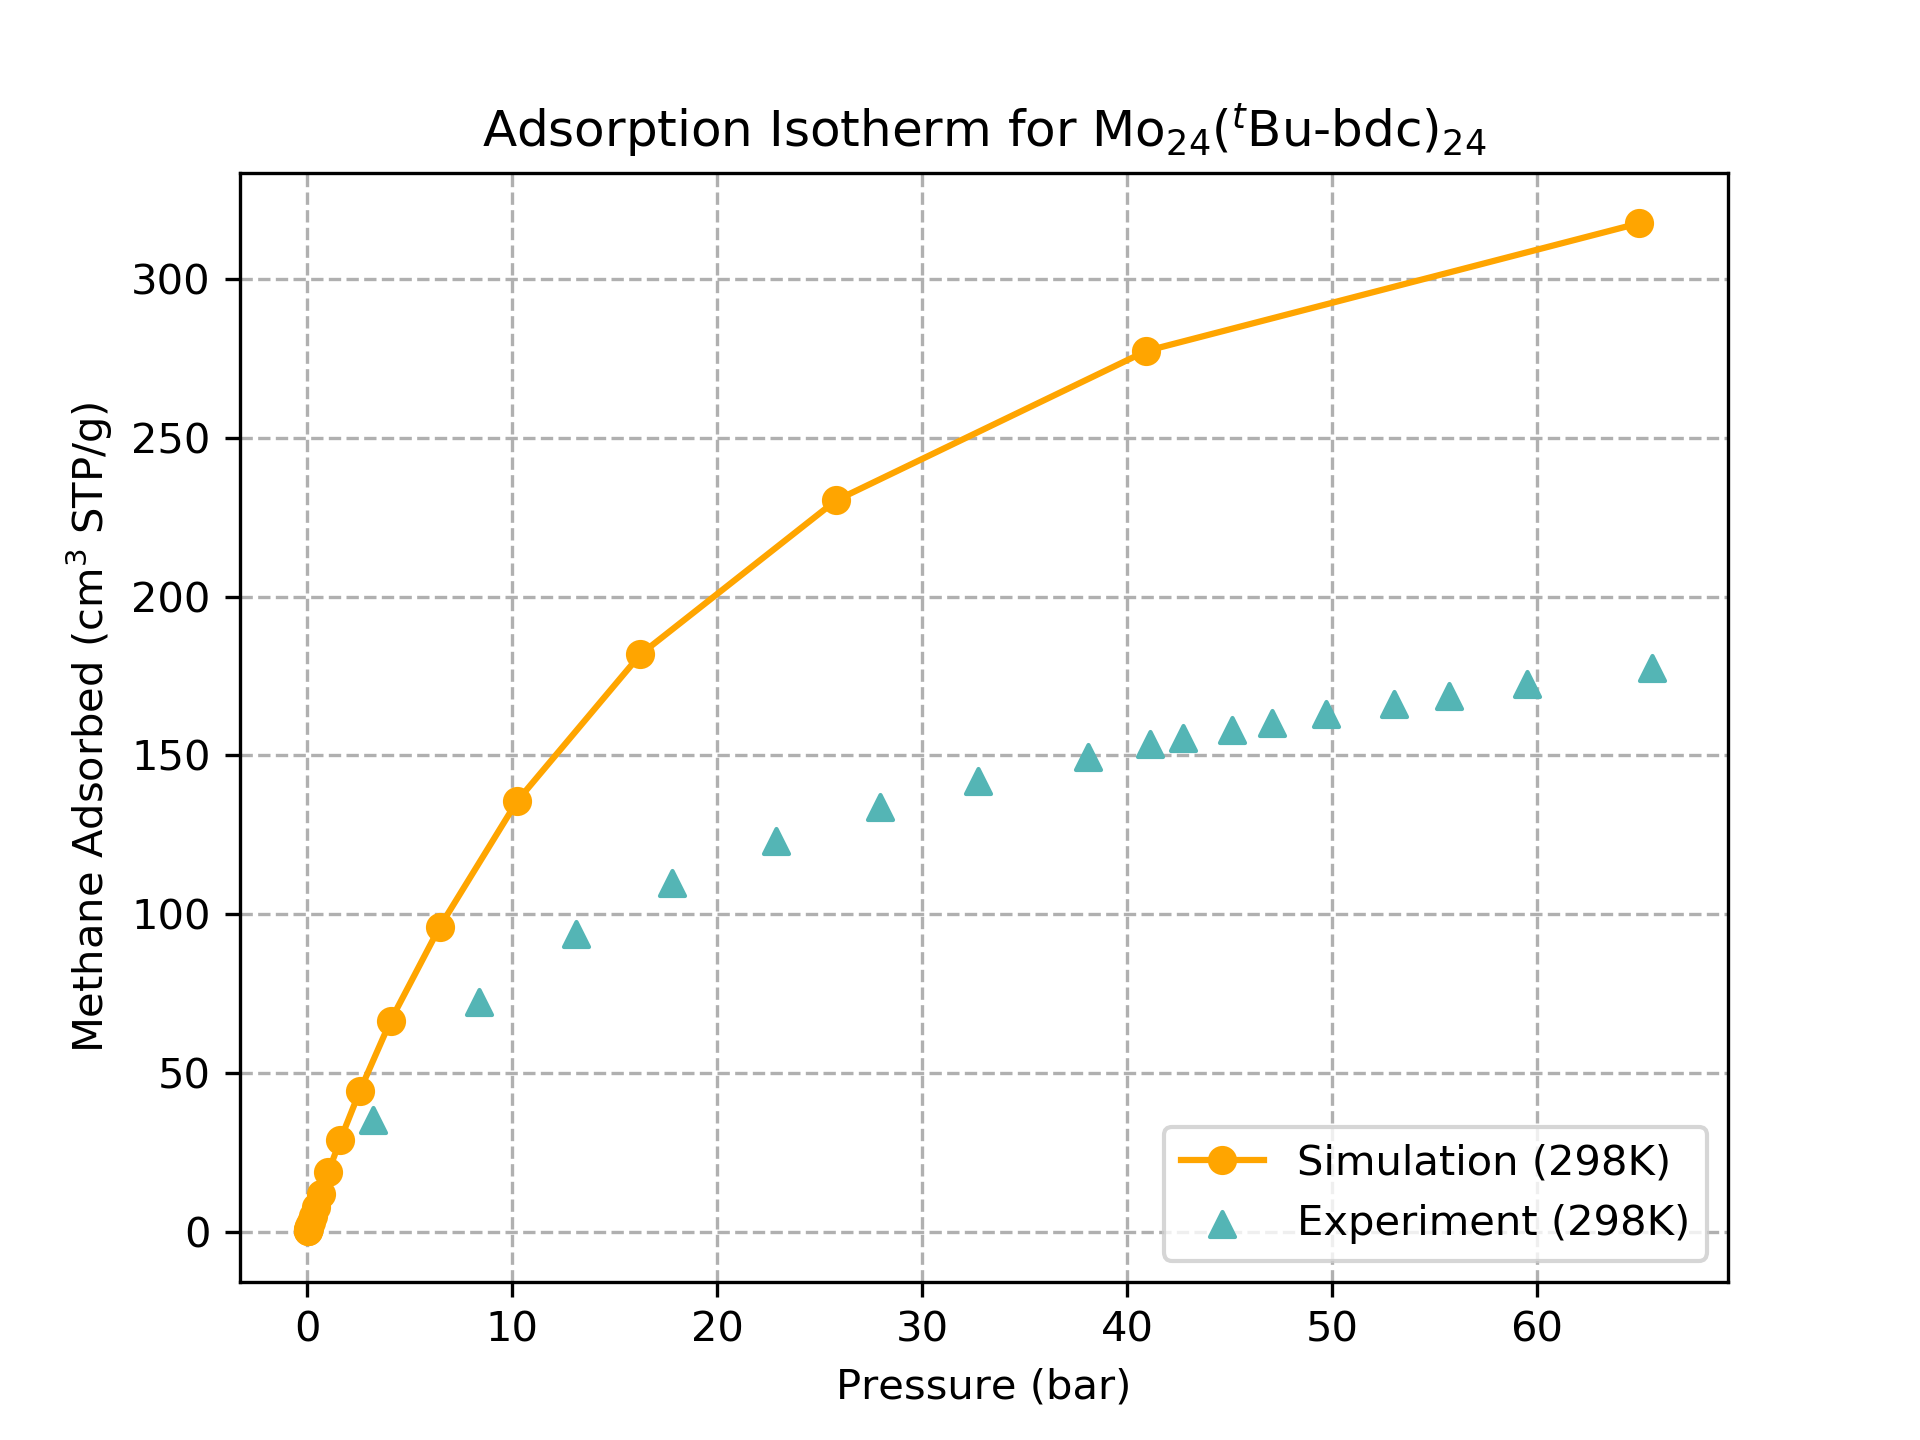 Adsorption Isotherm for Mo₂₄(ᵗBu-bdc)₂₄
Methane Adsorbed (cm³ STP/g)
300
250
200
150
100
50
0
Simulation (298K)
Experiment (298K)
0 10 20 30 40 50 60
Pressure (bar)